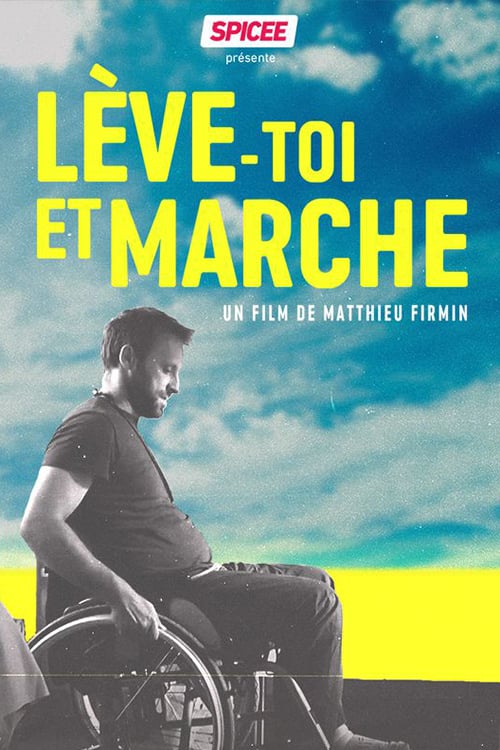 SPICEE
présente
LÈVE-TOI
ET MARCHE
UN FILM DE MATTHIEU FIRMIN